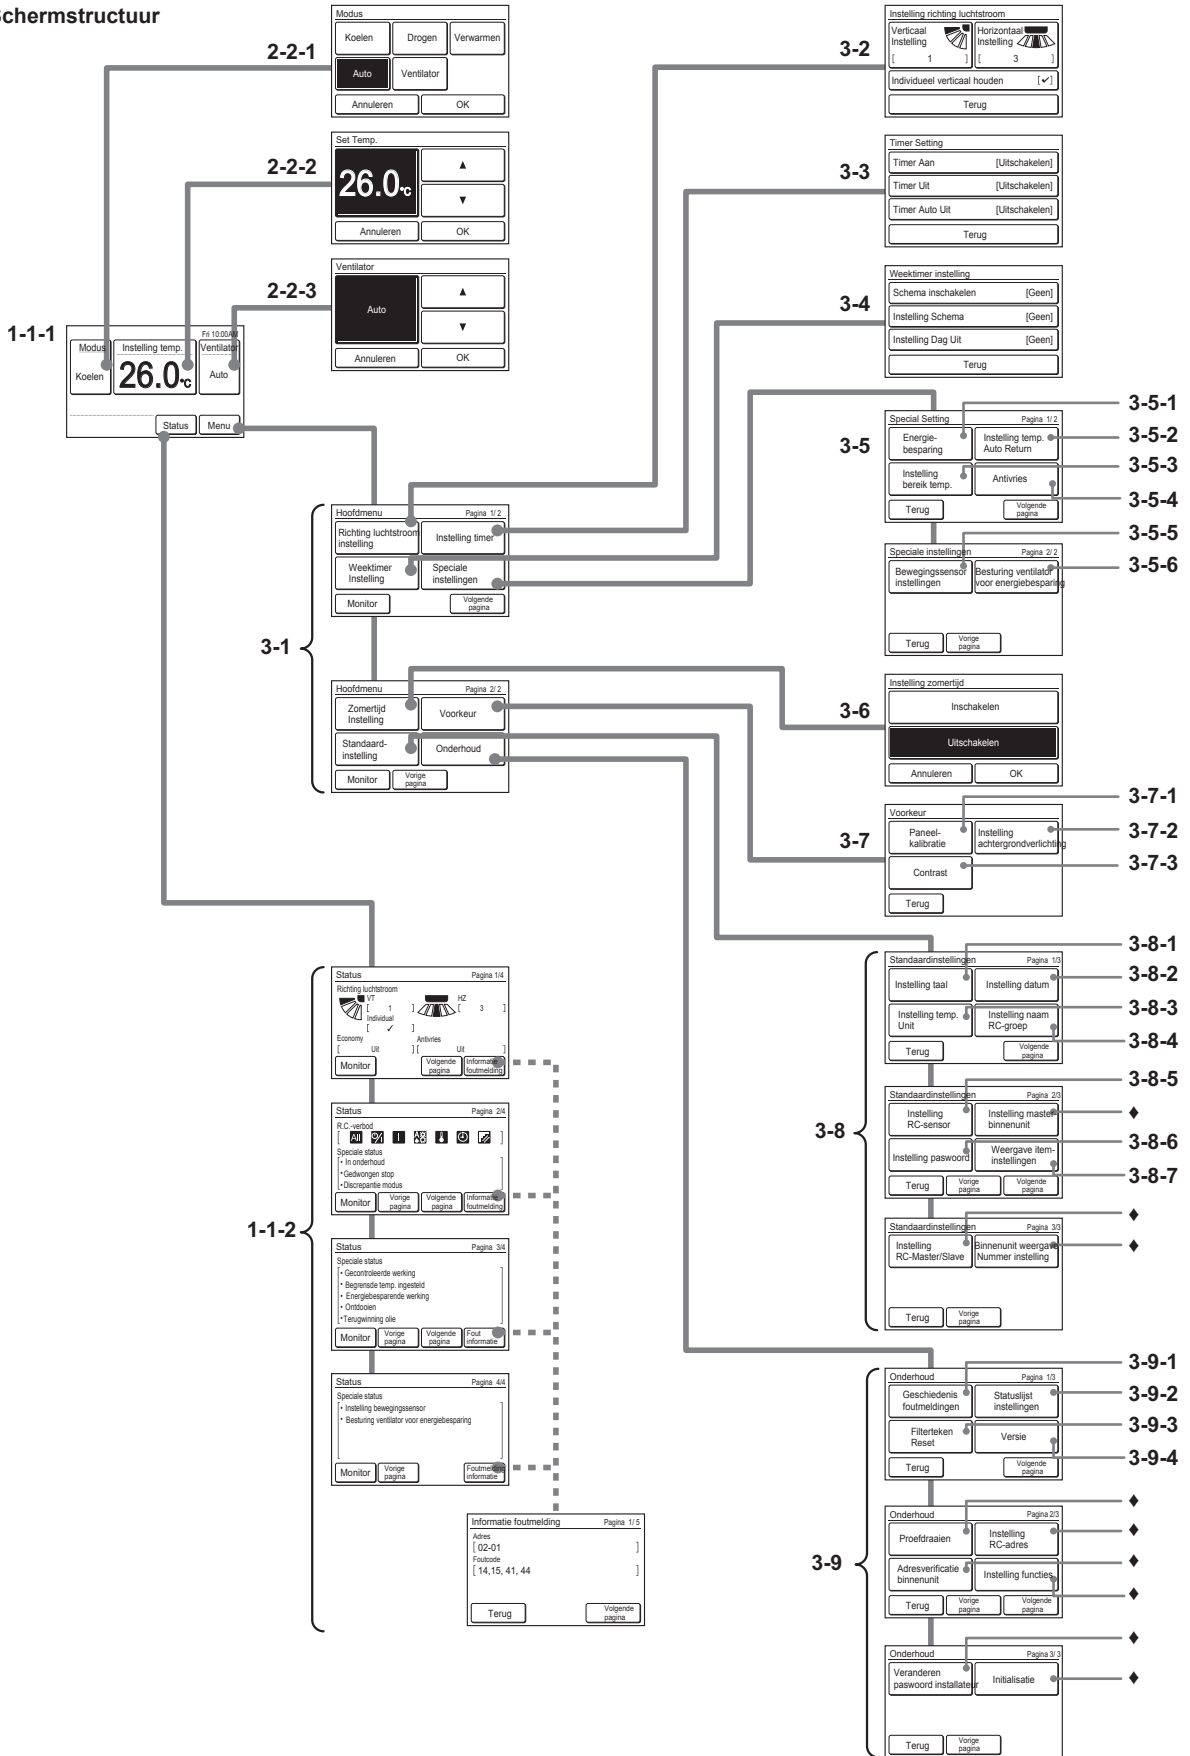 Schermstructuur
1-1-1
Fri 10:00AM
Modus
Instelling temp.
Ventilator
Koelen
26.0°C
Auto
Status
Menu
2-2-1
Modus
Koelen
Drogen
Verwarmen
Auto
Ventilator
Annuleren
OK
2-2-2
Set Temp.
26.0°C
▲
▼
Annuleren
OK
2-2-3
Ventilator
Auto
▲
▼
Annuleren
OK
3-1
Hoofdmenu Pagina 1/ 2
Richting luchtstroom
instelling
Instelling timer
Weektimer
Instelling
Speciale
instellingen
Monitor
Volgende
pagina
Hoofdmenu Pagina 2/ 2
Zomertijd
Instelling
Voorkeur
Standaard-
instelling
Onderhoud
Monitor
Vorige
pagina
1-1-2
Status Pagina 1/4
Richting luchtstroom
VT
[ 1 ]
HZ
[ 3 ]
Individual
[ ✓ ]
Economy
[ Uit ]
Antivries
[ Uit ]
Monitor
Volgende
pagina
Informatie
foutmelding
Status Pagina 2/4
R.C.-verbod
[ All ]
Speciale status
• In onderhoud
•Gedwongen stop
•Discrepantie modus
Monitor
Vorige
pagina
Volgende
pagina
Informatie
foutmelding
Status Pagina 3/4
Speciale status
• Gecontroleerde werking
• Begrensde temp. ingesteld
• Energiebesparende werking
• Ontdooien
•Terugwinning olie
Monitor
Vorige
pagina
Volgende
pagina
Fout
informatie
Status Pagina 4/4
Speciale status
• Instelling bewegingssensor
• Besturing ventilator voor energiebesparing
Monitor
Vorige
pagina
Foutmelding
informatie
Informatie foutmelding Pagina 1/ 5
Adres
[ 02-01 ]
Foutcode
[ 14,15, 41, 44 ]
Terug
Volgende
pagina
3-2
Instelling richting luchtstroom
Verticaal
Instelling
[ 1 ]
Horizontaal
Instelling
[ 3 ]
Individueel verticaal houden [✔]
Terug
3-3
Timer Setting
Timer Aan [Uitschakelen]
Timer Uit [Uitschakelen]
Timer Auto Uit [Uitschakelen]
Terug
3-4
Weektimer instelling
Schema inschakelen [Geen]
Instelling Schema [Geen]
Instelling Dag Uit [Geen]
Terug
3-5
Special Setting Pagina 1/ 2
Energie-
besparing
Instelling temp.
Auto Return
Instelling
bereik temp.
Antivries
Terug
Volgende
pagina
3-5-1
3-5-2
3-5-3
3-5-4
Speciale instellingen Pagina 2/ 2
Bewegingssensor
instellingen
Besturing ventilator
voor energiebesparing
Terug
Vorige
pagina
3-5-5
3-5-6
3-6
Instelling zomertijd
Inschakelen
Uitschakelen
Annuleren
OK
3-7
Voorkeur
Paneel-
kalibratie
Instelling
achtergrondverlichting
Contrast
Terug
3-7-1
3-7-2
3-7-3
3-8
Standaardinstellingen Pagina 1/3
Instelling taal
Instelling datum
Instelling temp.
Unit
Instelling naam
RC-groep
Terug
Volgende
pagina
3-8-1
3-8-2
3-8-3
3-8-4
Standaardinstellingen Pagina 2/3
Instelling
RC-sensor
Instelling master-
binnenunit
Instelling paswoord
Weergave item-
instellingen
Terug
Vorige
pagina
Volgende
pagina
3-8-5
♦
3-8-6
3-8-7
Standaardinstellingen Pagina 3/3
Instelling
RC-Master/Slave
Binnenunit weergave
Nummer instelling
Terug
Vorige
pagina
♦
♦
3-9
Onderhoud Pagina 1/3
Geschiedenis
foutmeldingen
Statuslijst
instellingen
Filterteken
Reset
Versie
Terug
Volgende
pagina
3-9-1
3-9-2
3-9-3
3-9-4
Onderhoud Pagina 2/3
Proefdraaien
Instelling
RC-adres
Adresverificatie
binnenunit
Instelling functies
Terug
Vorige
pagina
Volgende
pagina
♦
♦
♦
♦
Onderhoud Pagina 3/ 3
Veranderen
paswoord installateur
Initialisatie
Terug
Vorige
pagina
♦
♦